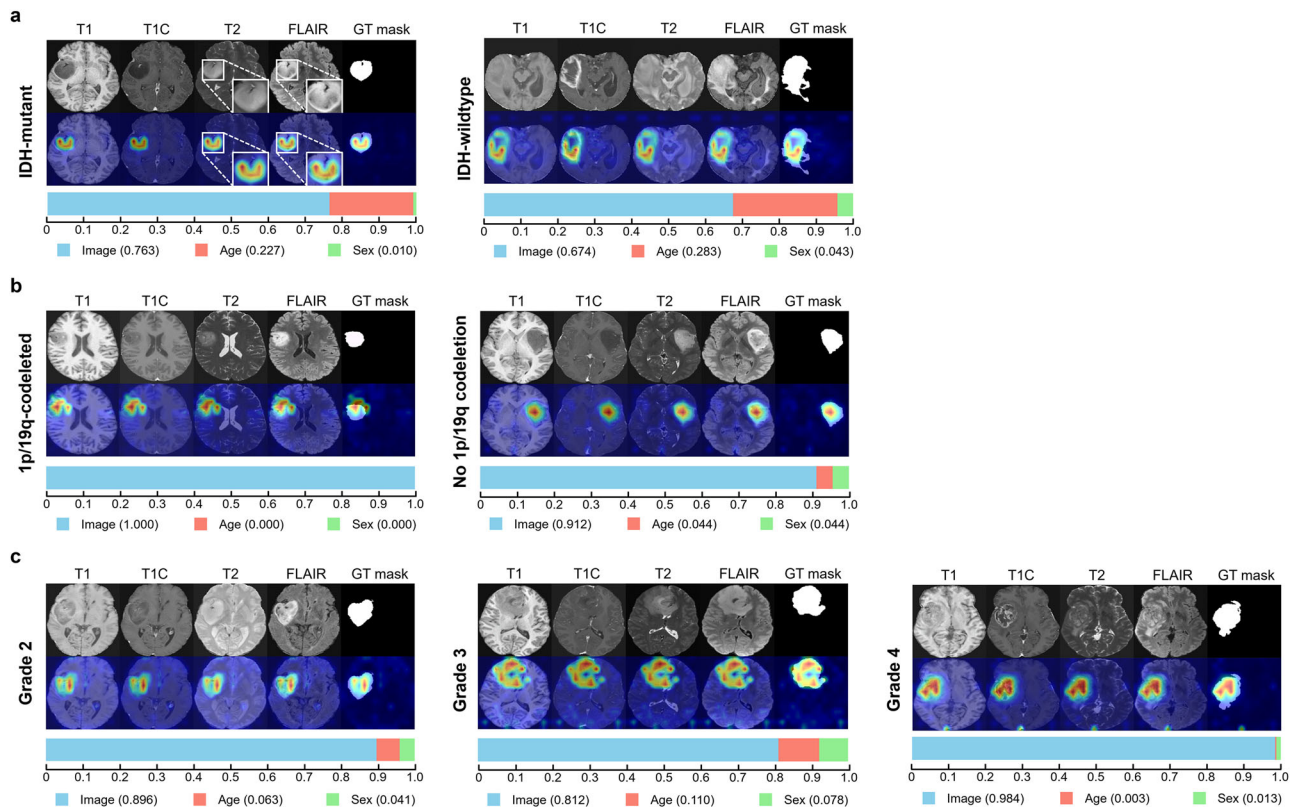 a
T1 T1C T2 FLAIR GT mask
IDH-mutant
0 0.1 0.2 0.3 0.4 0.5 0.6 0.7 0.8 0.9 1.0
Image (0.763) Age (0.227) Sex (0.010)
T1 T1C T2 FLAIR GT mask
IDH-wildtype
0 0.1 0.2 0.3 0.4 0.5 0.6 0.7 0.8 0.9 1.0
Image (0.674) Age (0.283) Sex (0.043)
b
T1 T1C T2 FLAIR GT mask
1p/19q-codeleted
0 0.1 0.2 0.3 0.4 0.5 0.6 0.7 0.8 0.9 1.0
Image (1.000) Age (0.000) Sex (0.000)
T1 T1C T2 FLAIR GT mask
No 1p/19q codeletion
0 0.1 0.2 0.3 0.4 0.5 0.6 0.7 0.8 0.9 1.0
Image (0.912) Age (0.044) Sex (0.044)
c
T1 T1C T2 FLAIR GT mask
Grade 2
0 0.1 0.2 0.3 0.4 0.5 0.6 0.7 0.8 0.9 1.0
Image (0.896) Age (0.063) Sex (0.041)
T1 T1C T2 FLAIR GT mask
Grade 3
0 0.1 0.2 0.3 0.4 0.5 0.6 0.7 0.8 0.9 1.0
Image (0.812) Age (0.110) Sex (0.078)
T1 T1C T2 FLAIR GT mask
Grade 4
0 0.1 0.2 0.3 0.4 0.5 0.6 0.7 0.8 0.9 1.0
Image (0.984) Age (0.003) Sex (0.013)